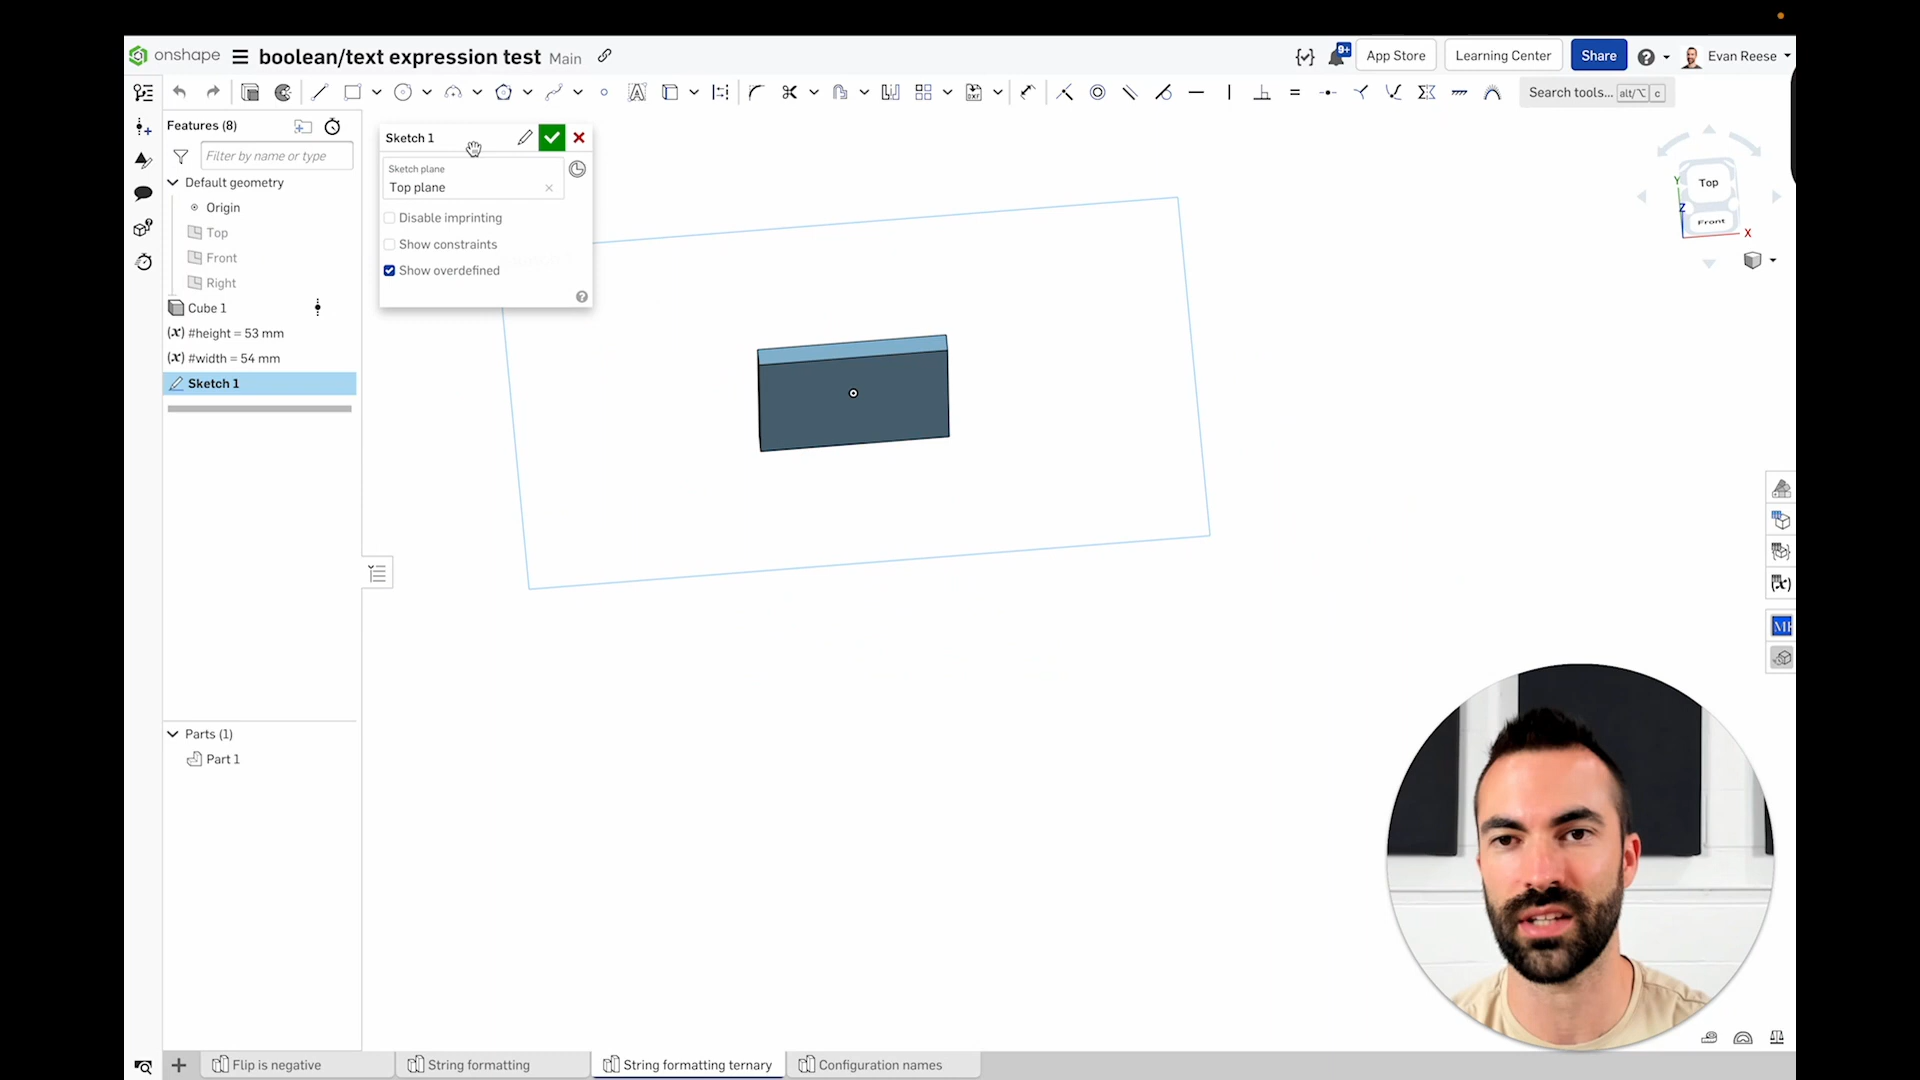 onshape
boolean/text expression test Main
9+
App Store
Learning Center
Share
Evan Reese
Search tools... alt/⌥ c
Features (8)
Filter by name or type
Default geometry
Origin
Top
Front
Right
Cube 1
(x) #height = 53 mm
(x) #width = 54 mm
Sketch 1
Sketch 1
Sketch plane
Top plane
Disable imprinting
Show constraints
Show overdefined
Top
Front
Y
Z
X
Parts (1)
Part 1
Flip is negative
String formatting
String formatting ternary
Configuration names